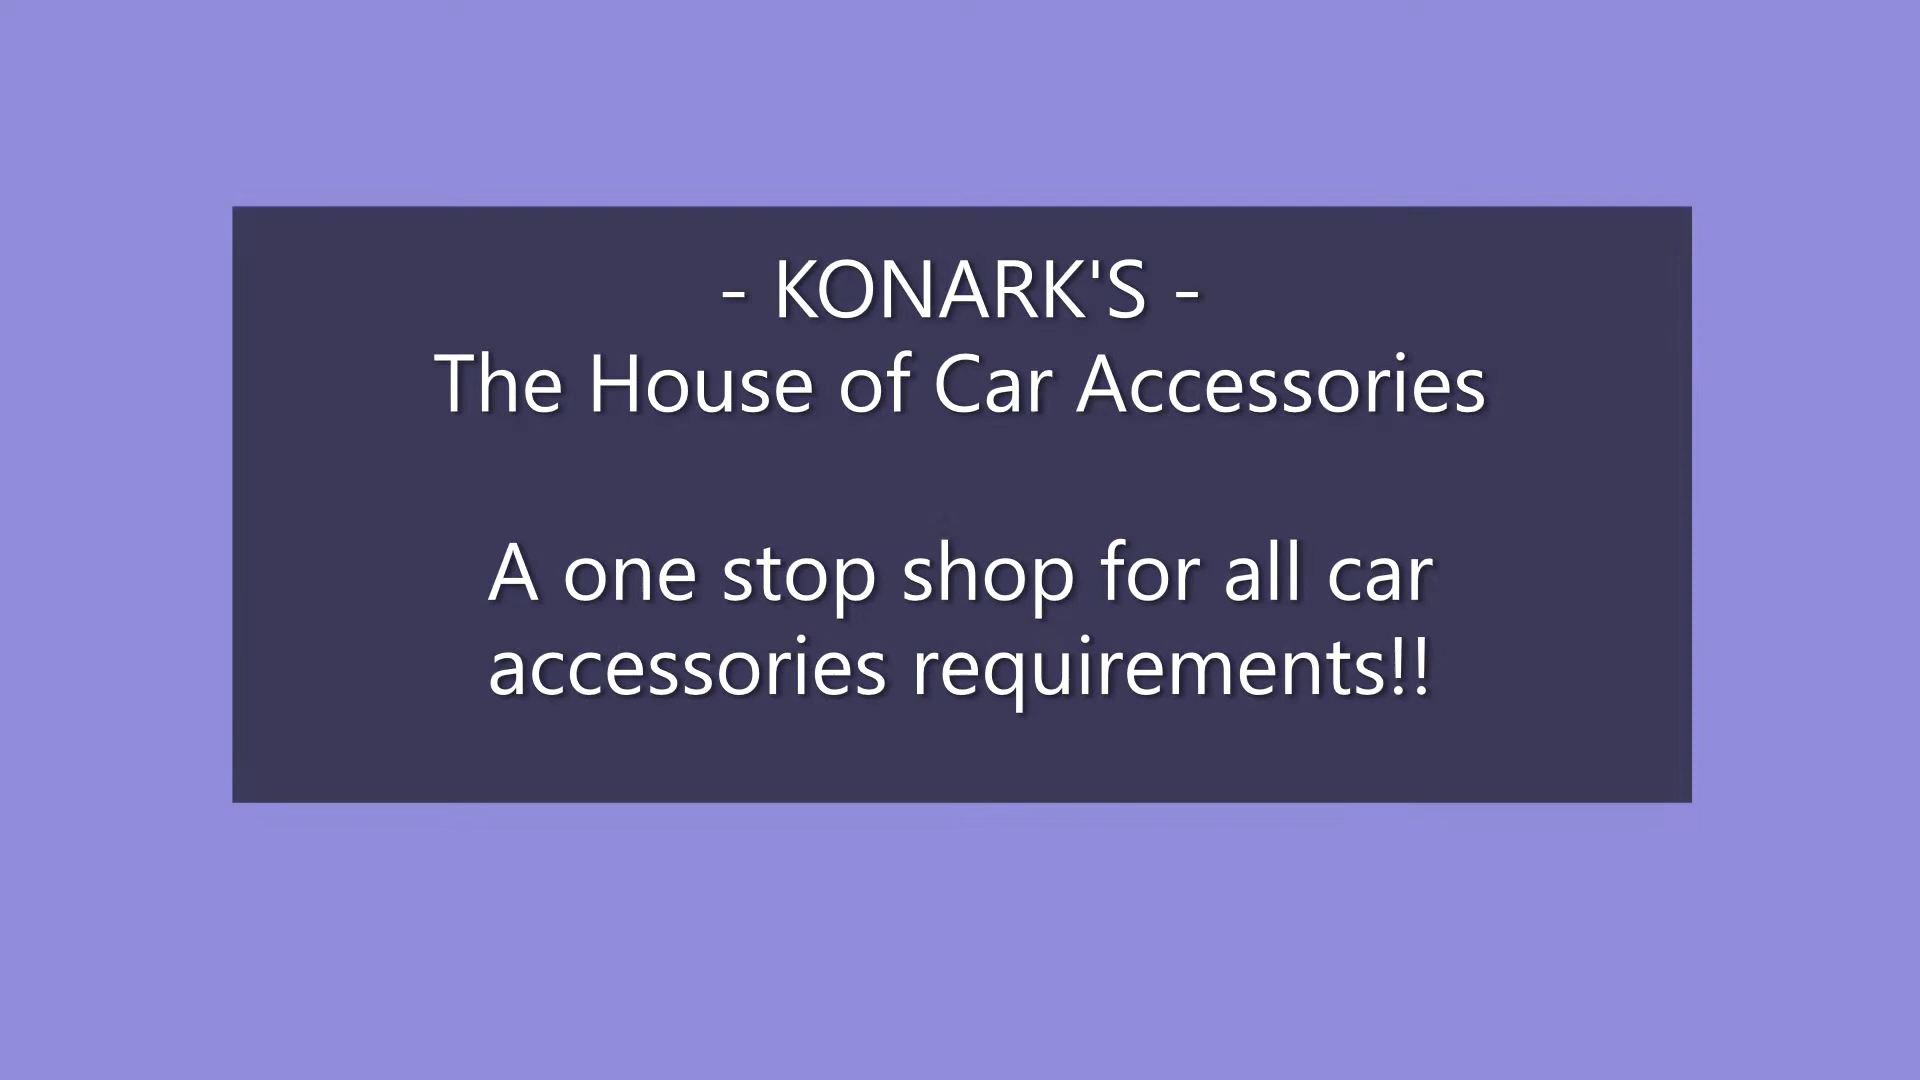 - KONARK'S -
The House of Car Accessories
A one stop shop for all car
accessories requirements!!